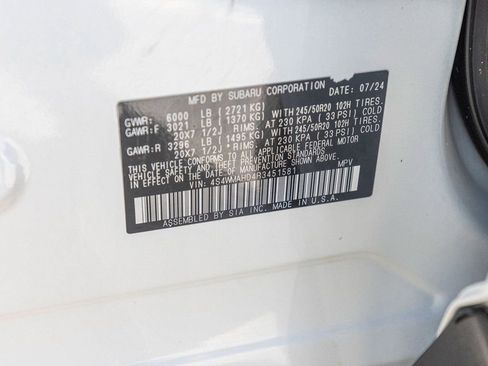 MFD BY SUBARU CORPORATION DATE: 07/24
GVWR: 6000 LB (2721 KG)
GAWR:F 3021 LB (1370 KG) WITH 245/50R20 102H TIRES.
20X7 1/2J RIMS AT 230 KPA (33 PSI) COLD
GAWR:R 3296 LB (1495 KG) WITH 245/50R20 102H TIRES.
20X7 1/2J RIMS AT 230 KPA (33 PSI) COLD
THIS VEHICLE CONFORMS TO ALL APPLICABLE FEDERAL MOTOR
VEHICLE SAFETY AND THEFT PREVENTION STANDARDS
IN EFFECT ON THE DATE OF MANUFACTURE SHOWN ABOVE.
VIN: 4S4WMAHD4R3451581 MPV
ASSEMBLED BY SIA INC. MADE IN U.S.A.